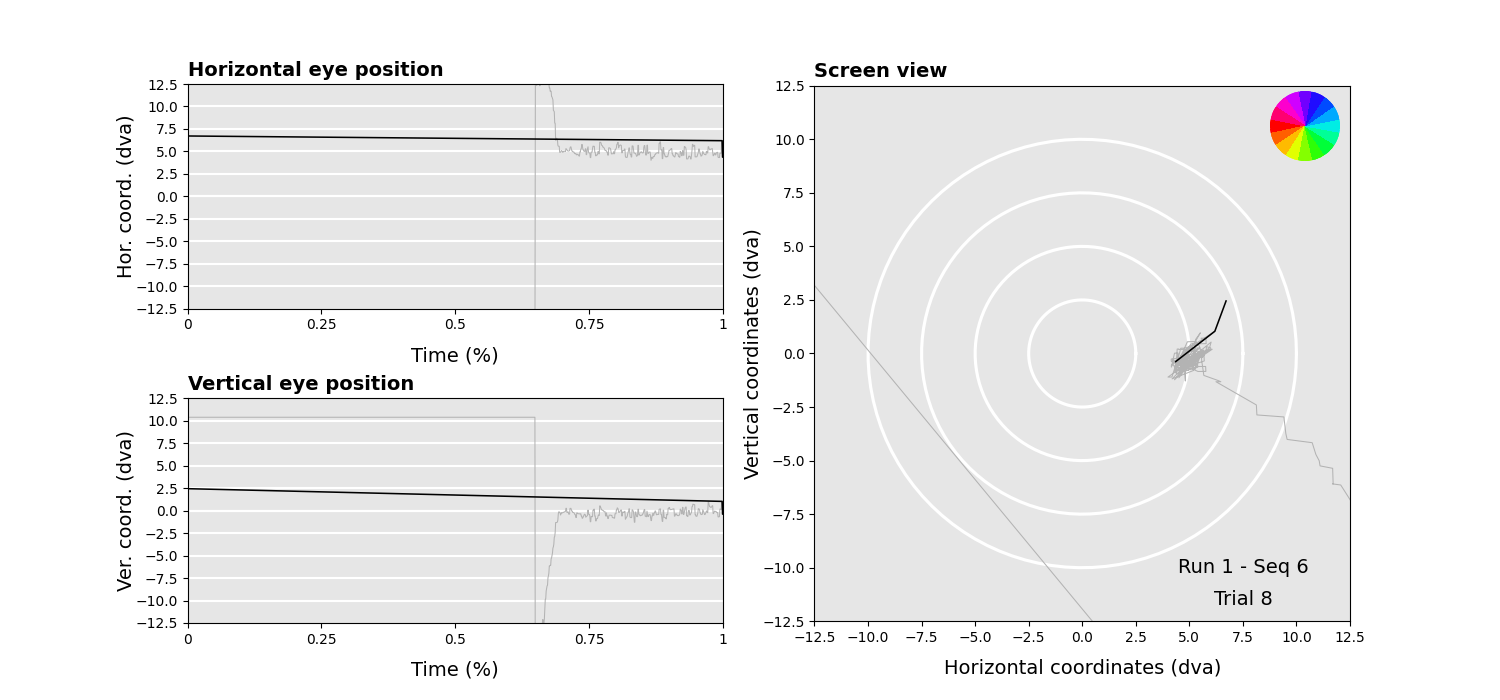 Horizontal eye position
12.5
10.0
7.5
5.0
2.5
0.0
−2.5
−5.0
−7.5
−10.0
−12.5
Hor. coord. (dva)
0 0.25 0.5 0.75 1
Time (%)
Vertical eye position
12.5
10.0
7.5
5.0
2.5
0.0
−2.5
−5.0
−7.5
−10.0
−12.5
Ver. coord. (dva)
0 0.25 0.5 0.75 1
Time (%)
Screen view
12.5
10.0
7.5
5.0
2.5
0.0
−2.5
−5.0
−7.5
−10.0
−12.5
Vertical coordinates (dva)
Run 1 - Seq 6
Trial 8
−12.5 −10.0 −7.5 −5.0 −2.5 0.0 2.5 5.0 7.5 10.0 12.5
Horizontal coordinates (dva)